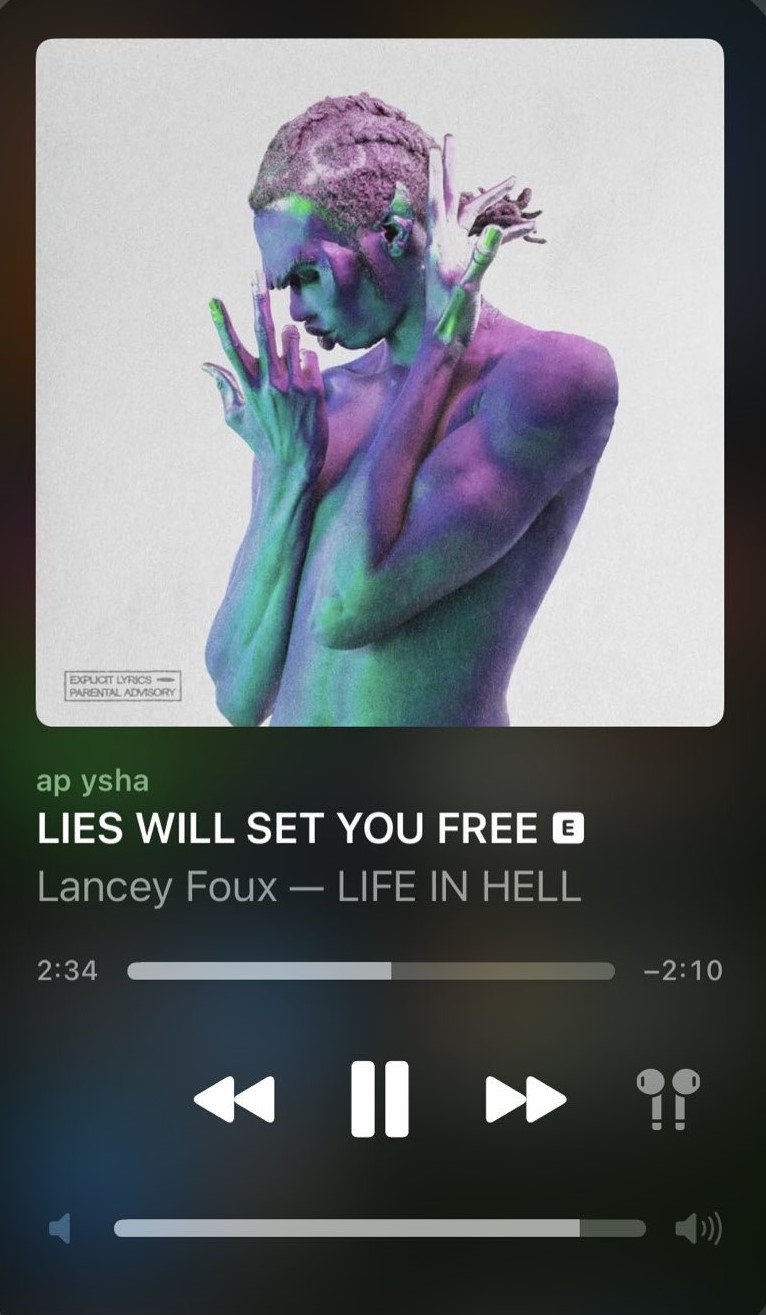 EXPLICIT LYRICS
PARENTAL ADVISORY
ap ysha
LIES WILL SET YOU FREE E
Lancey Foux — LIFE IN HELL
2:34 –2:10